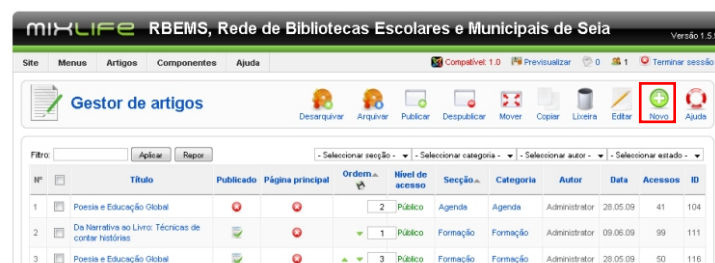 mixlife RBEMS, Rede de Bibliotecas Escolares e Municipais de Seia
Versão 1.5.
Site Menus Artigos Componentes Ajuda Compatível: 1.0 Previsualizar 0 1 Terminar sessão
Gestor de artigos Desarquivar Arquivar Publicar Despublicar Mover Copiar Lixeira Editar Novo Ajuda
Filtro: Aplicar Repor - Seleccionar secção - - Seleccionar categoria - - Seleccionar autor - - Seleccionar estado -
Nº Título Publicado Página principal Ordem Nível de acesso Secção Categoria Autor Data Acessos ID
1 Poesia e Educação Global 2 Público Agenda Agenda Administrator 28.05.09 41 104
2 Da Narrativa ao Livro: Técnicas de contar histórias 1 Público Formação Formação Administrator 09.06.09 99 111
3 Poesia e Educação Global 3 Público Formação Formação Administrator 28.05.09 50 116